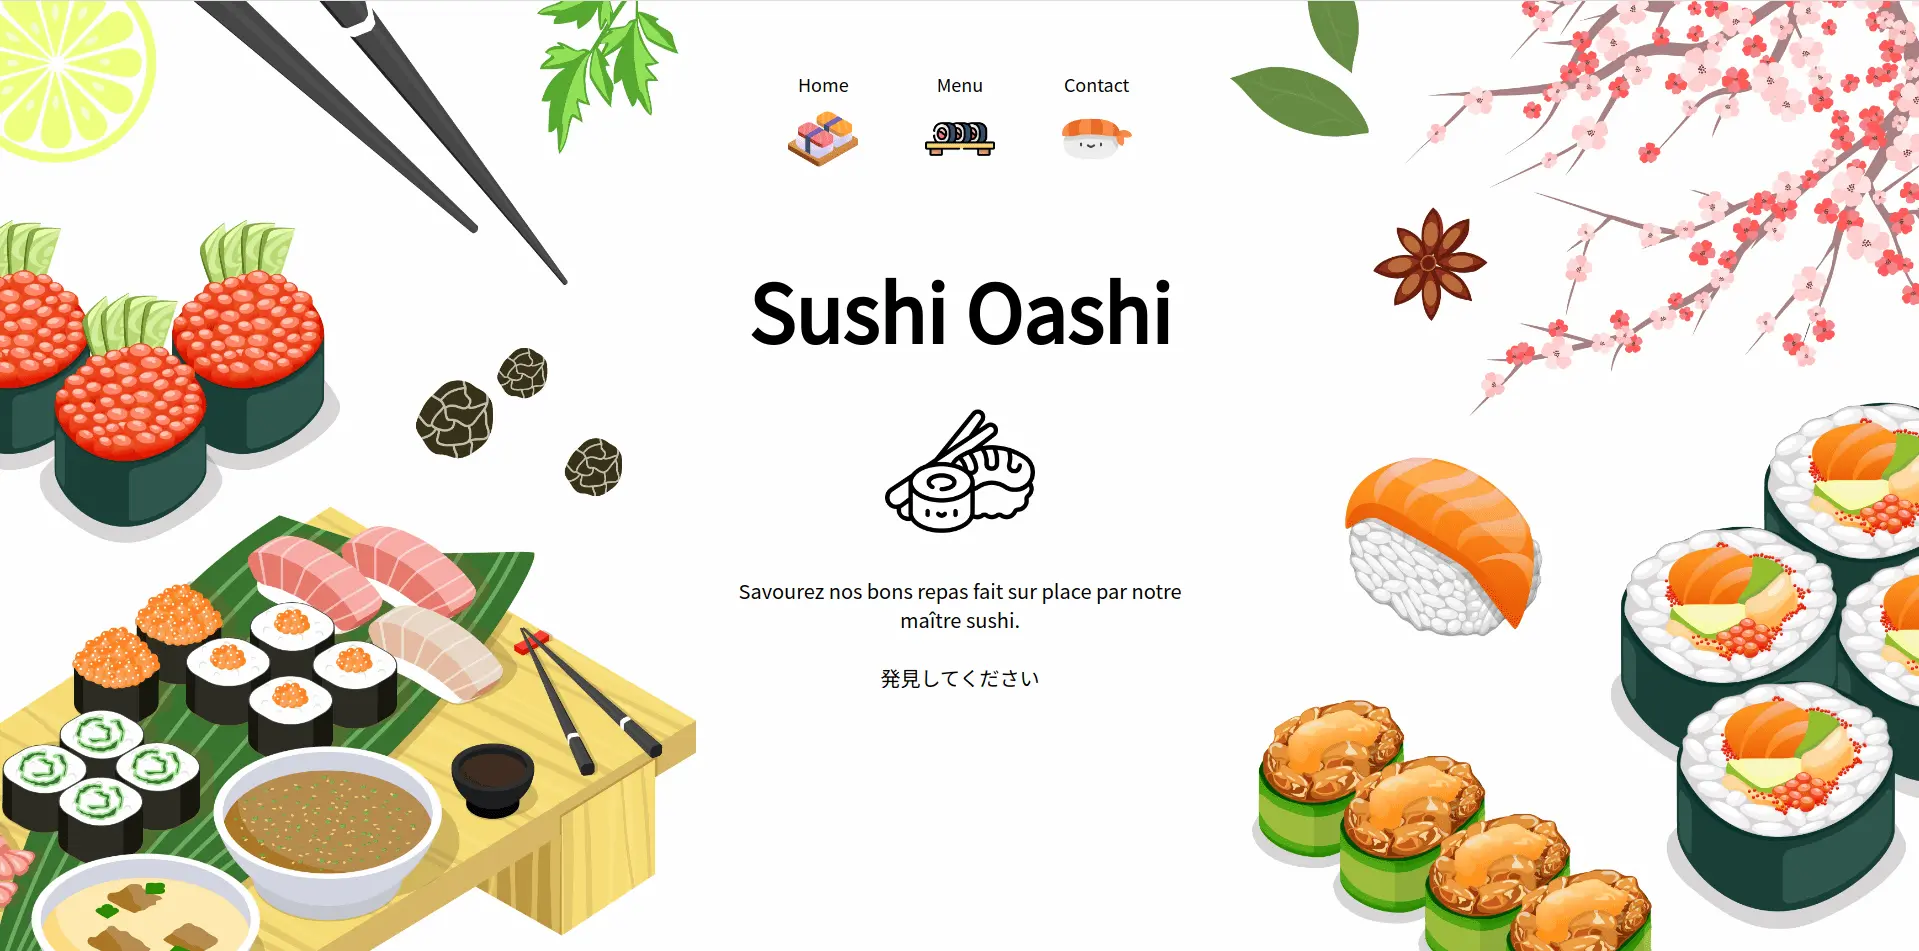 Home Menu Contact
Sushi Oashi
Savourez nos bons repas fait sur place par notre
maître sushi.
発見してください